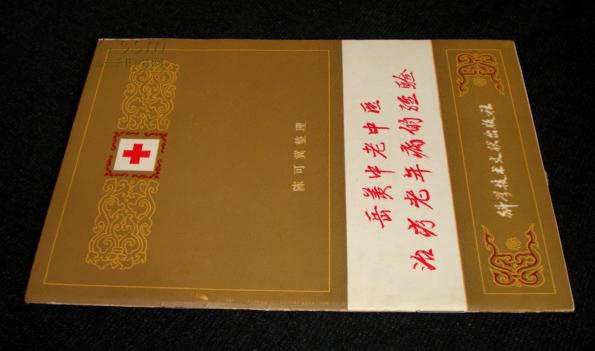 岳美中老中医
治疗老年病的经验
陈可冀整理
科学技术文献出版社